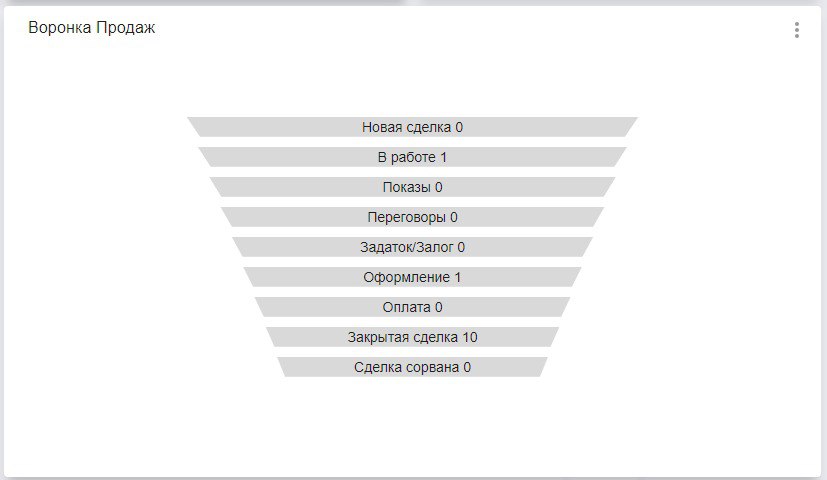 Воронка Продаж
Новая сделка 0
В работе 1
Показы 0
Переговоры 0
Задаток/Залог 0
Оформление 1
Оплата 0
Закрытая сделка 10
Сделка сорвана 0